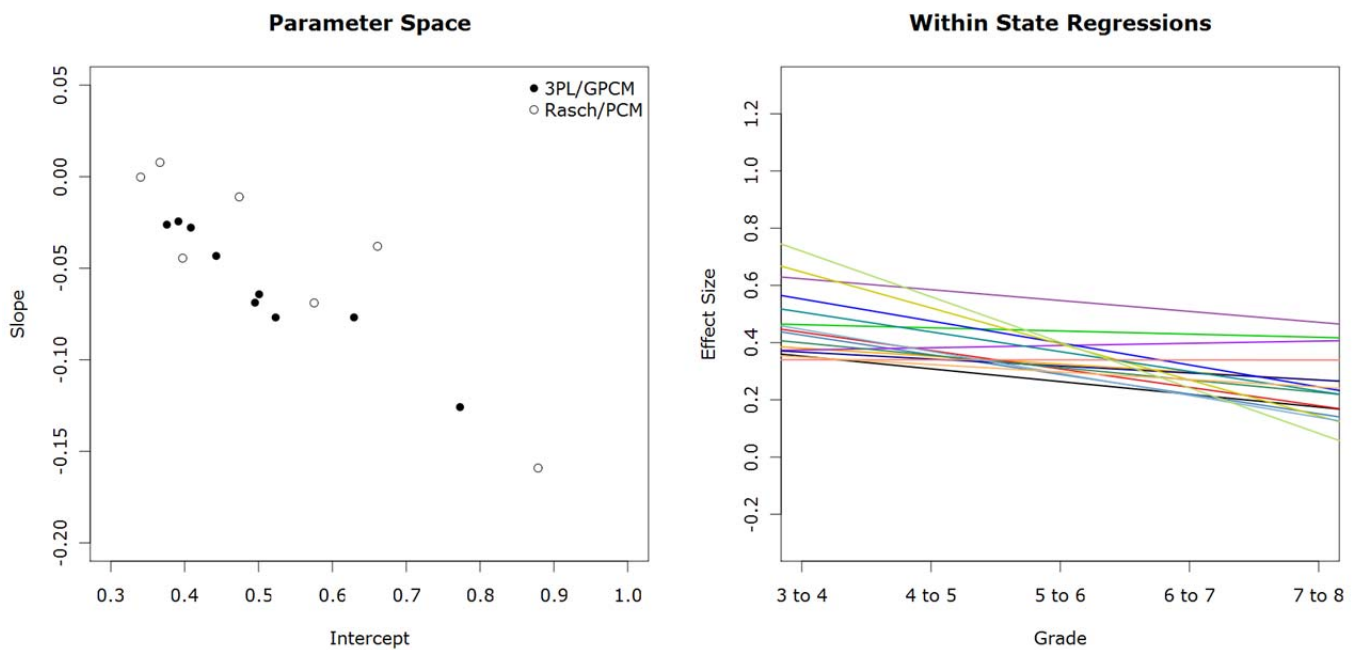 Parameter Space
0.05
0.00
-0.05
-0.10
-0.15
-0.20
Slope
3PL/GPCM
Rasch/PCM
0.3 0.4 0.5 0.6 0.7 0.8 0.9 1.0
Intercept
Within State Regressions
1.2
1.0
0.8
0.6
0.4
0.2
0.0
-0.2
Effect Size
3 to 4 4 to 5 5 to 6 6 to 7 7 to 8
Grade